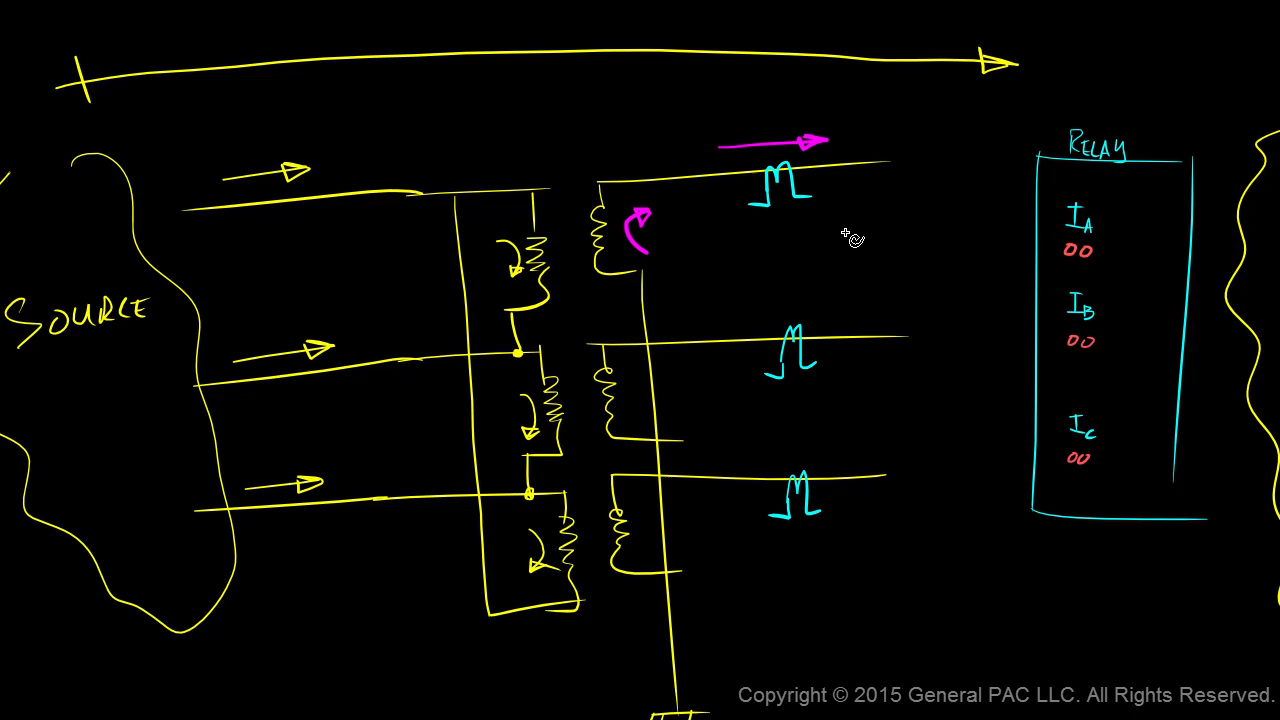 RELAY
IA
IB
SOURCE
IC
Copyright © 2015 General PAC LLC. All Rights Reserved.